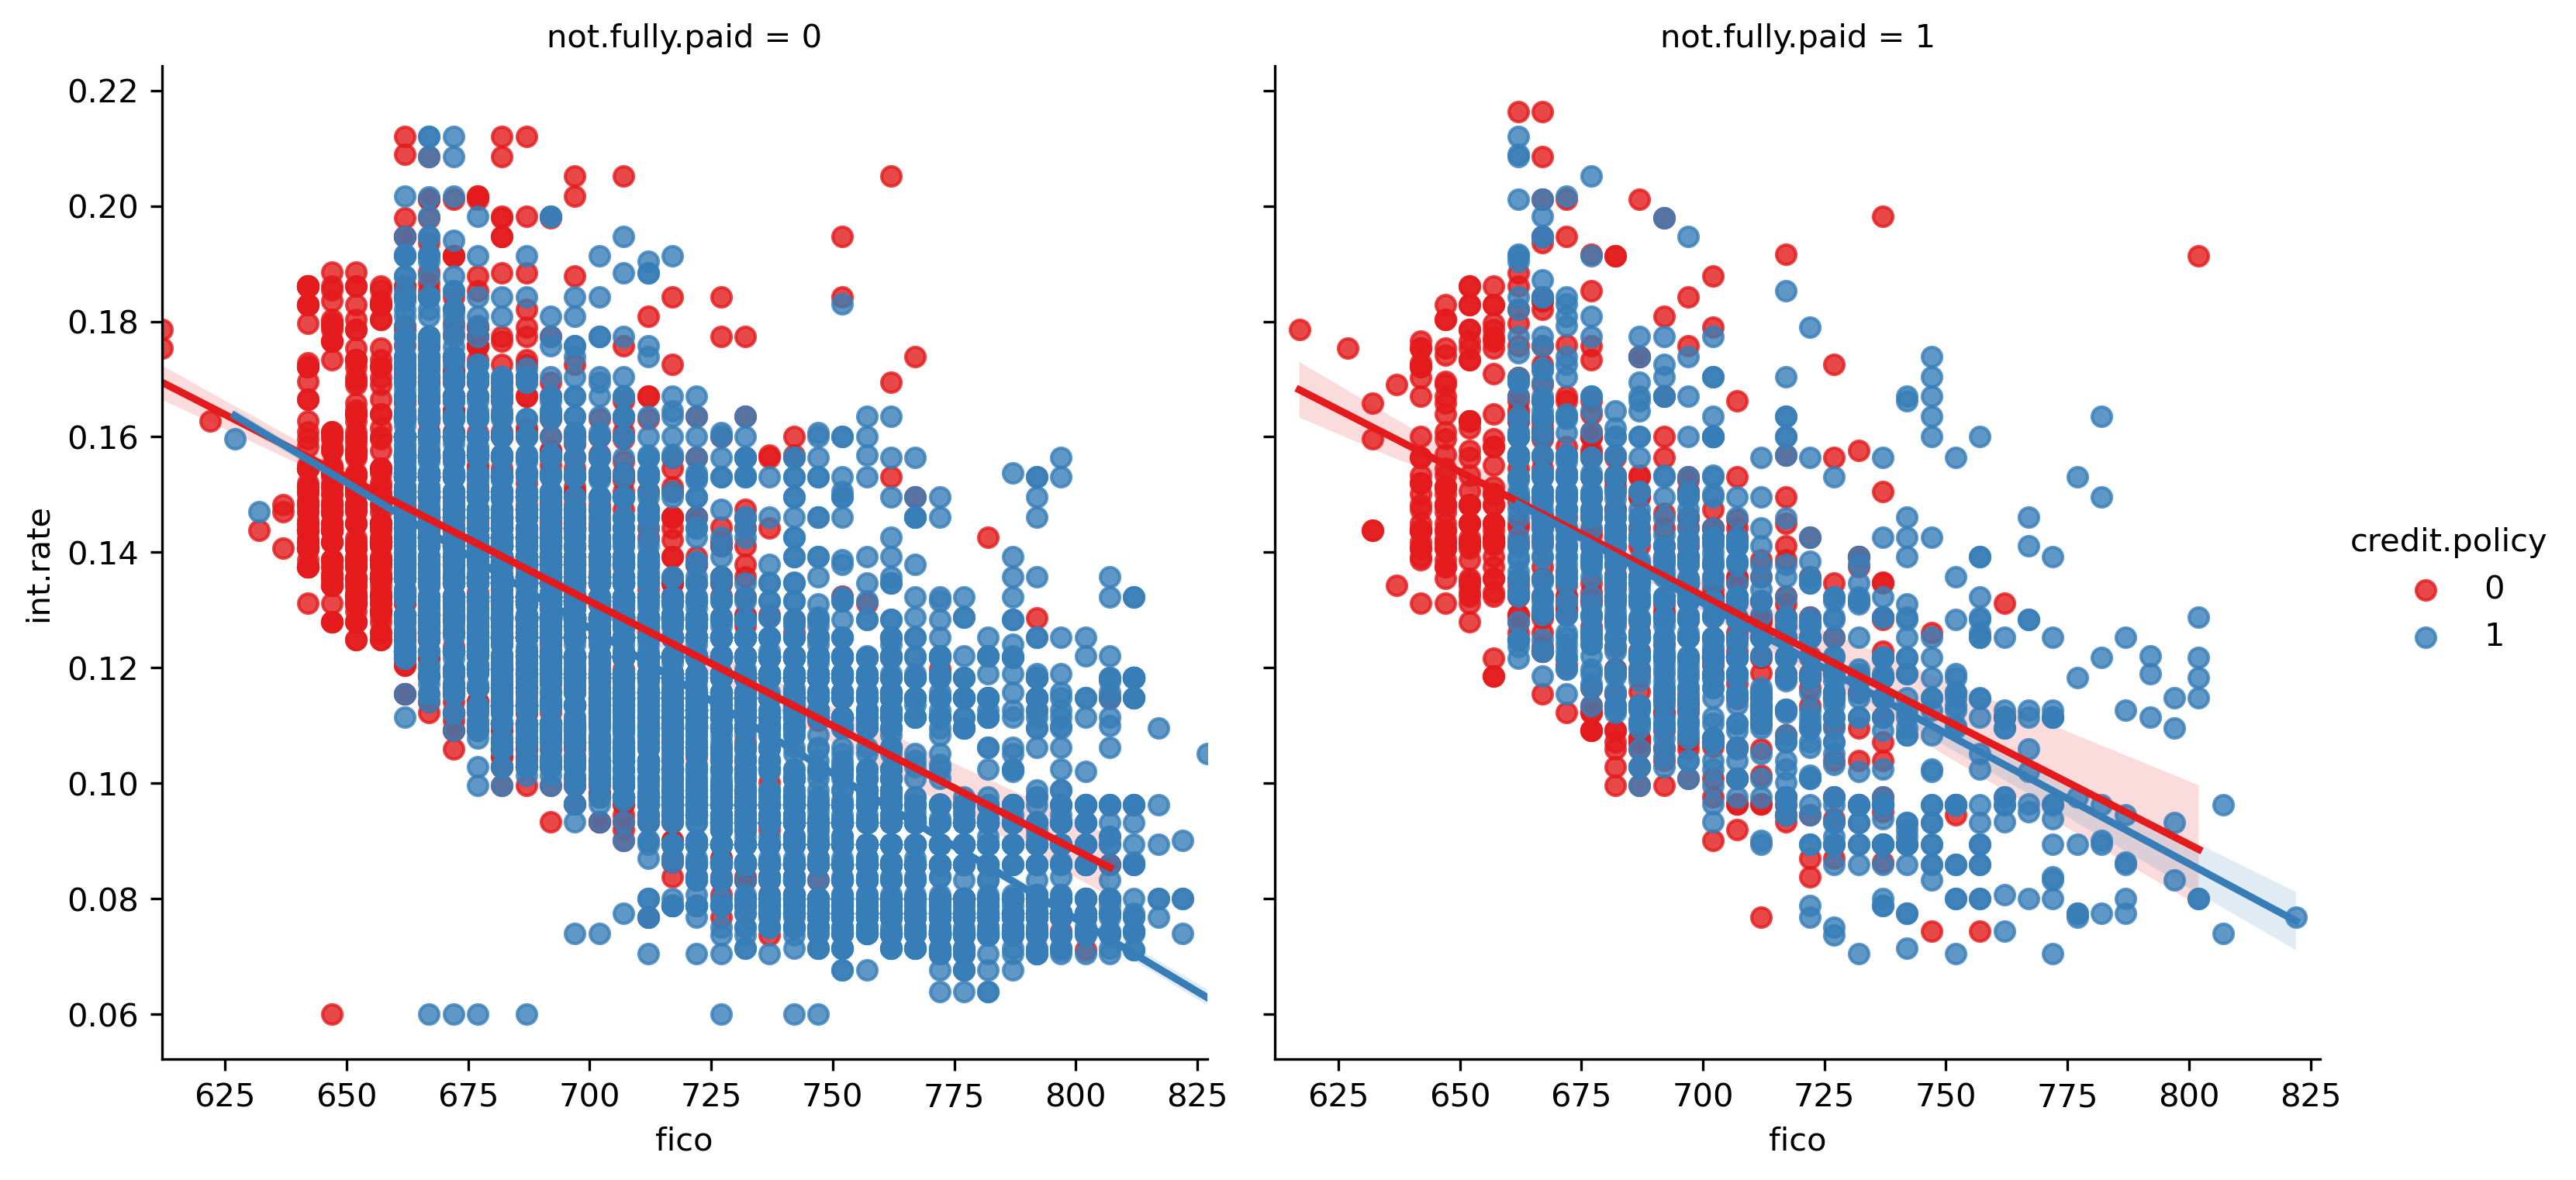 not.fully.paid = 0
not.fully.paid = 1
0.22
0.20
0.18
0.16
0.14
0.12
0.10
0.08
0.06
int.rate
625 650 675 700 725 750 775 800 825
625 650 675 700 725 750 775 800 825
fico
fico
credit.policy
0
1